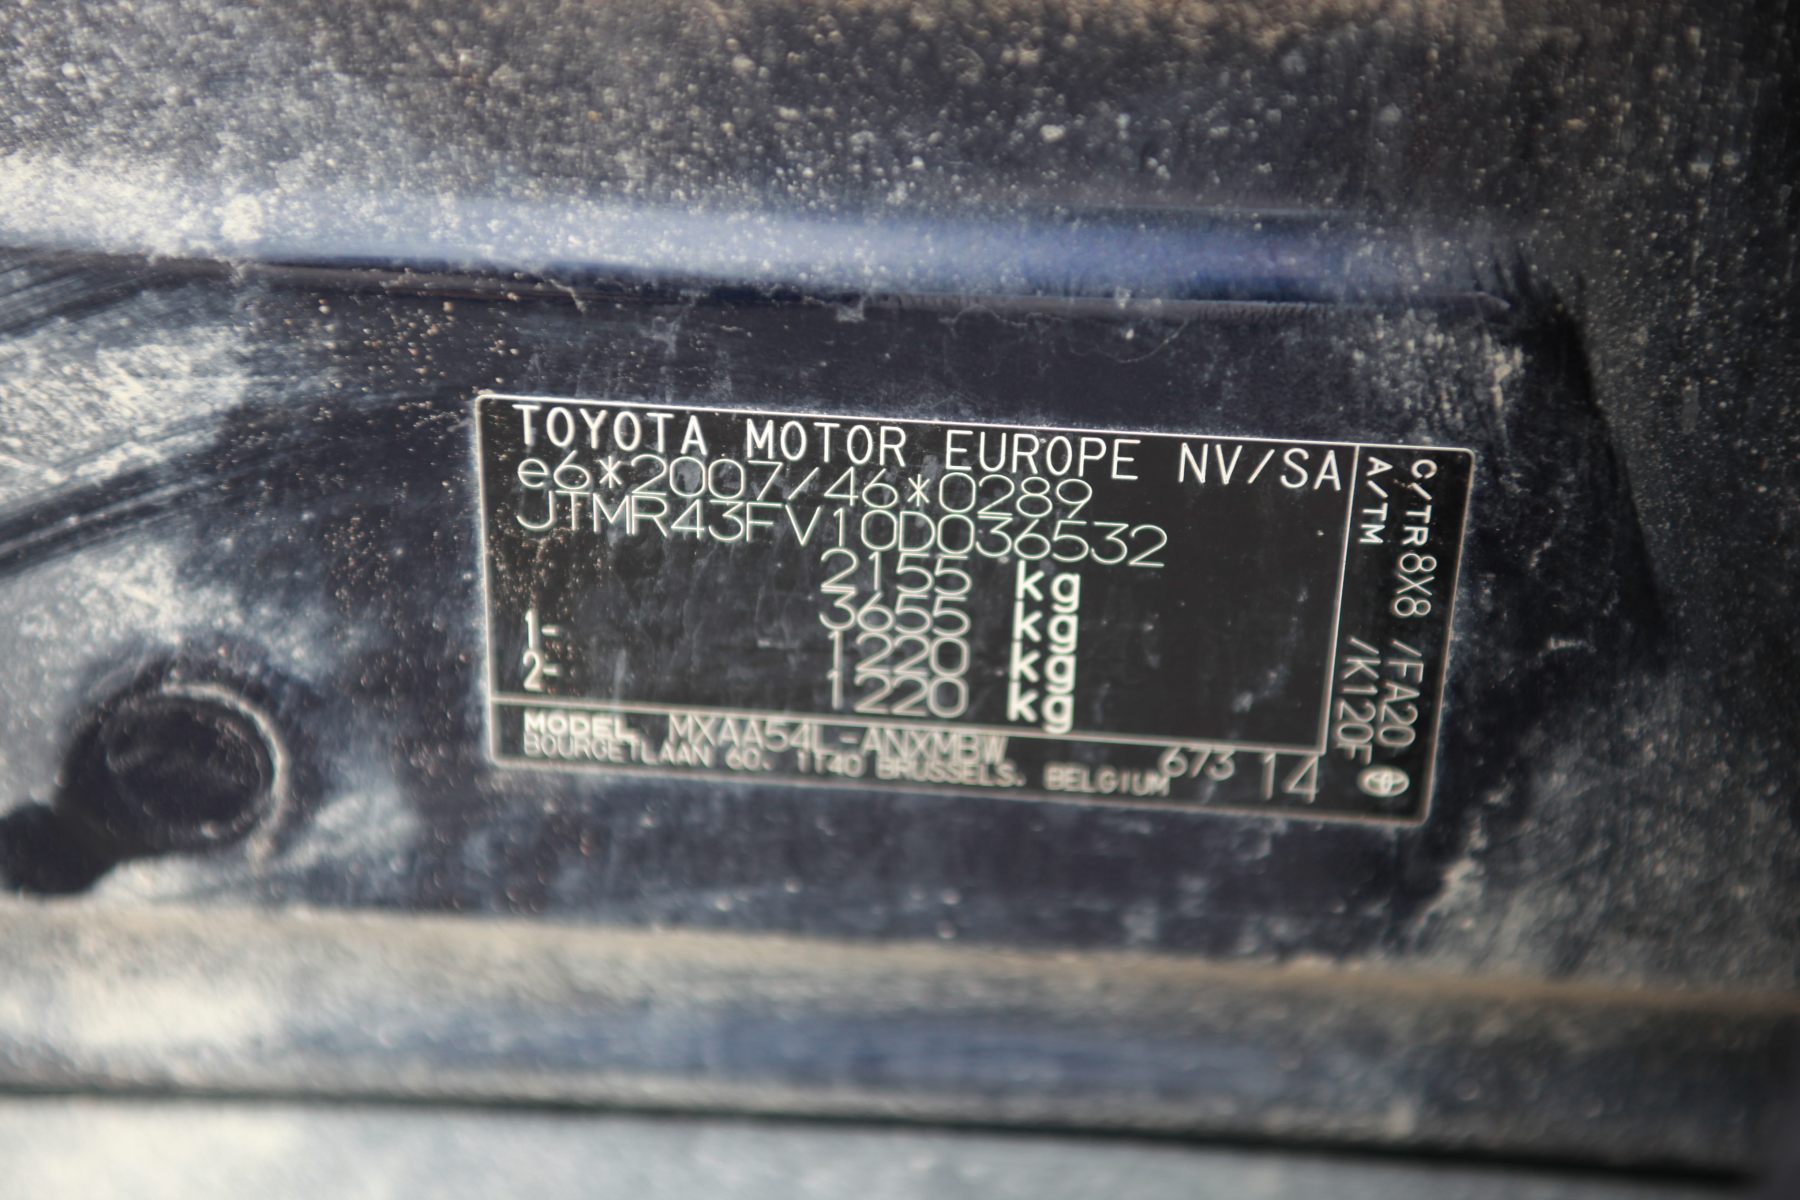 TOYOTA MOTOR EUROPE NV/SA
e6*2007/46*0289
JTMR43FV10D036532
2155 kg
3655 kg
1- 1220 kg
2- 1220 kg
MODEL MXAA54L-ANXMBW
BOURGETLAAN 60. 1140 BRUSSELS. BELGIUM
673 14
C/TR 8X8 /FA20
A/TM /K120F